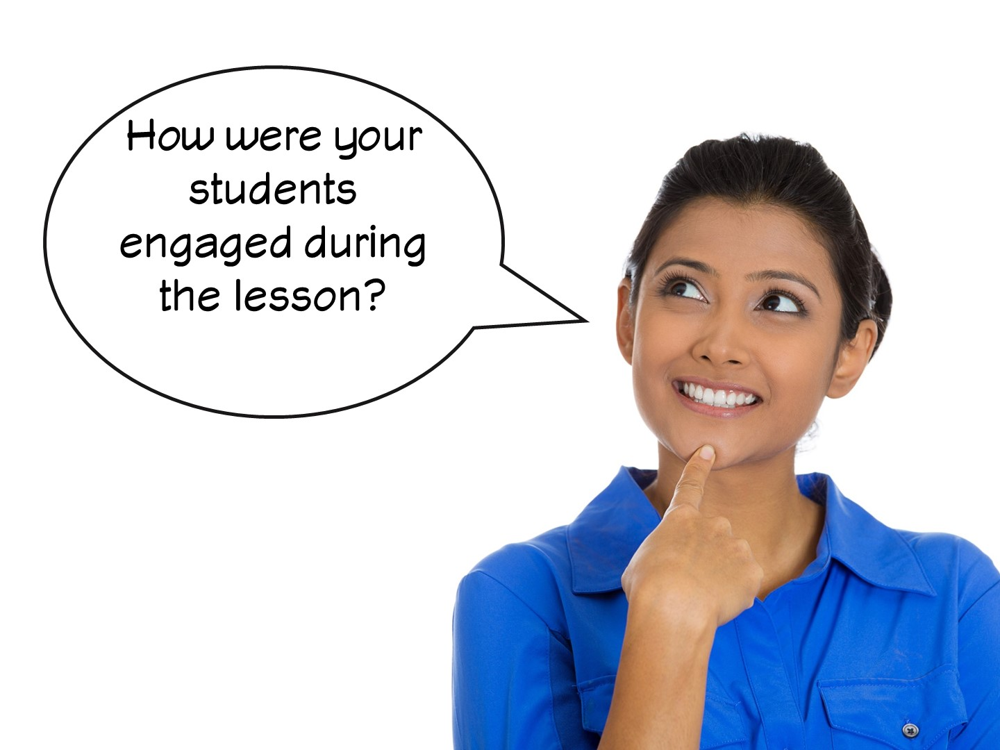 How were your
students
engaged during
the lesson?